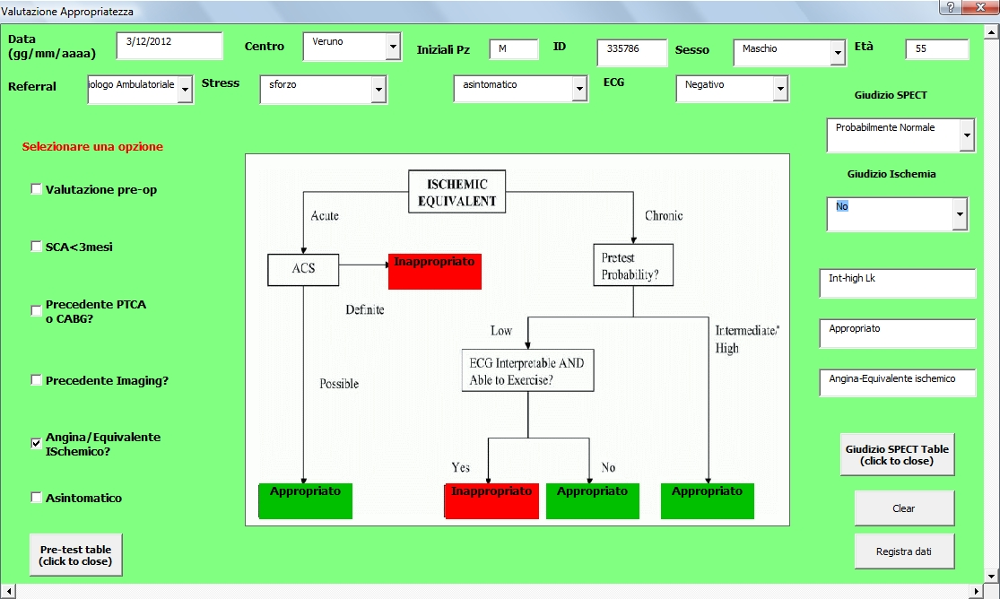 Valutazione Appropriatezza
Data
(gg/mm/aaaa)
3/12/2012
Centro
Veruno
Iniziali Pz
M
ID
335786
Sesso
Maschio
Età
55
Referral
iologo Ambulatoriale
Stress
sforzo
asintomatico
ECG
Negativo
Giudizio SPECT
Probabilmente Normale
Giudizio Ischemia
No
Int-high Lk
Appropriato
Angina-Equivalente ischemico
Selezionare una opzione
Valutazione pre-op
SCA<3mesi
Precedente PTCA
o CABG?
Precedente Imaging?
Angina/Equivalente
ISchemico?
Asintomatico
Pre-test table
(click to close)
ISCHEMIC
EQUIVALENT
Acute
Chronic
ACS
Inappropriato
Pretest
Probability?
Definite
Low
Intermediate/
High
ECG Interpretable AND
Able to Exercise?
Possible
Yes
No
Appropriato
Inappropriato
Appropriato
Appropriato
Giudizio SPECT Table
(click to close)
Clear
Registra dati